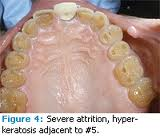 Figure 4: Severe attrition, hyper-
keratosis adjacent to #5.